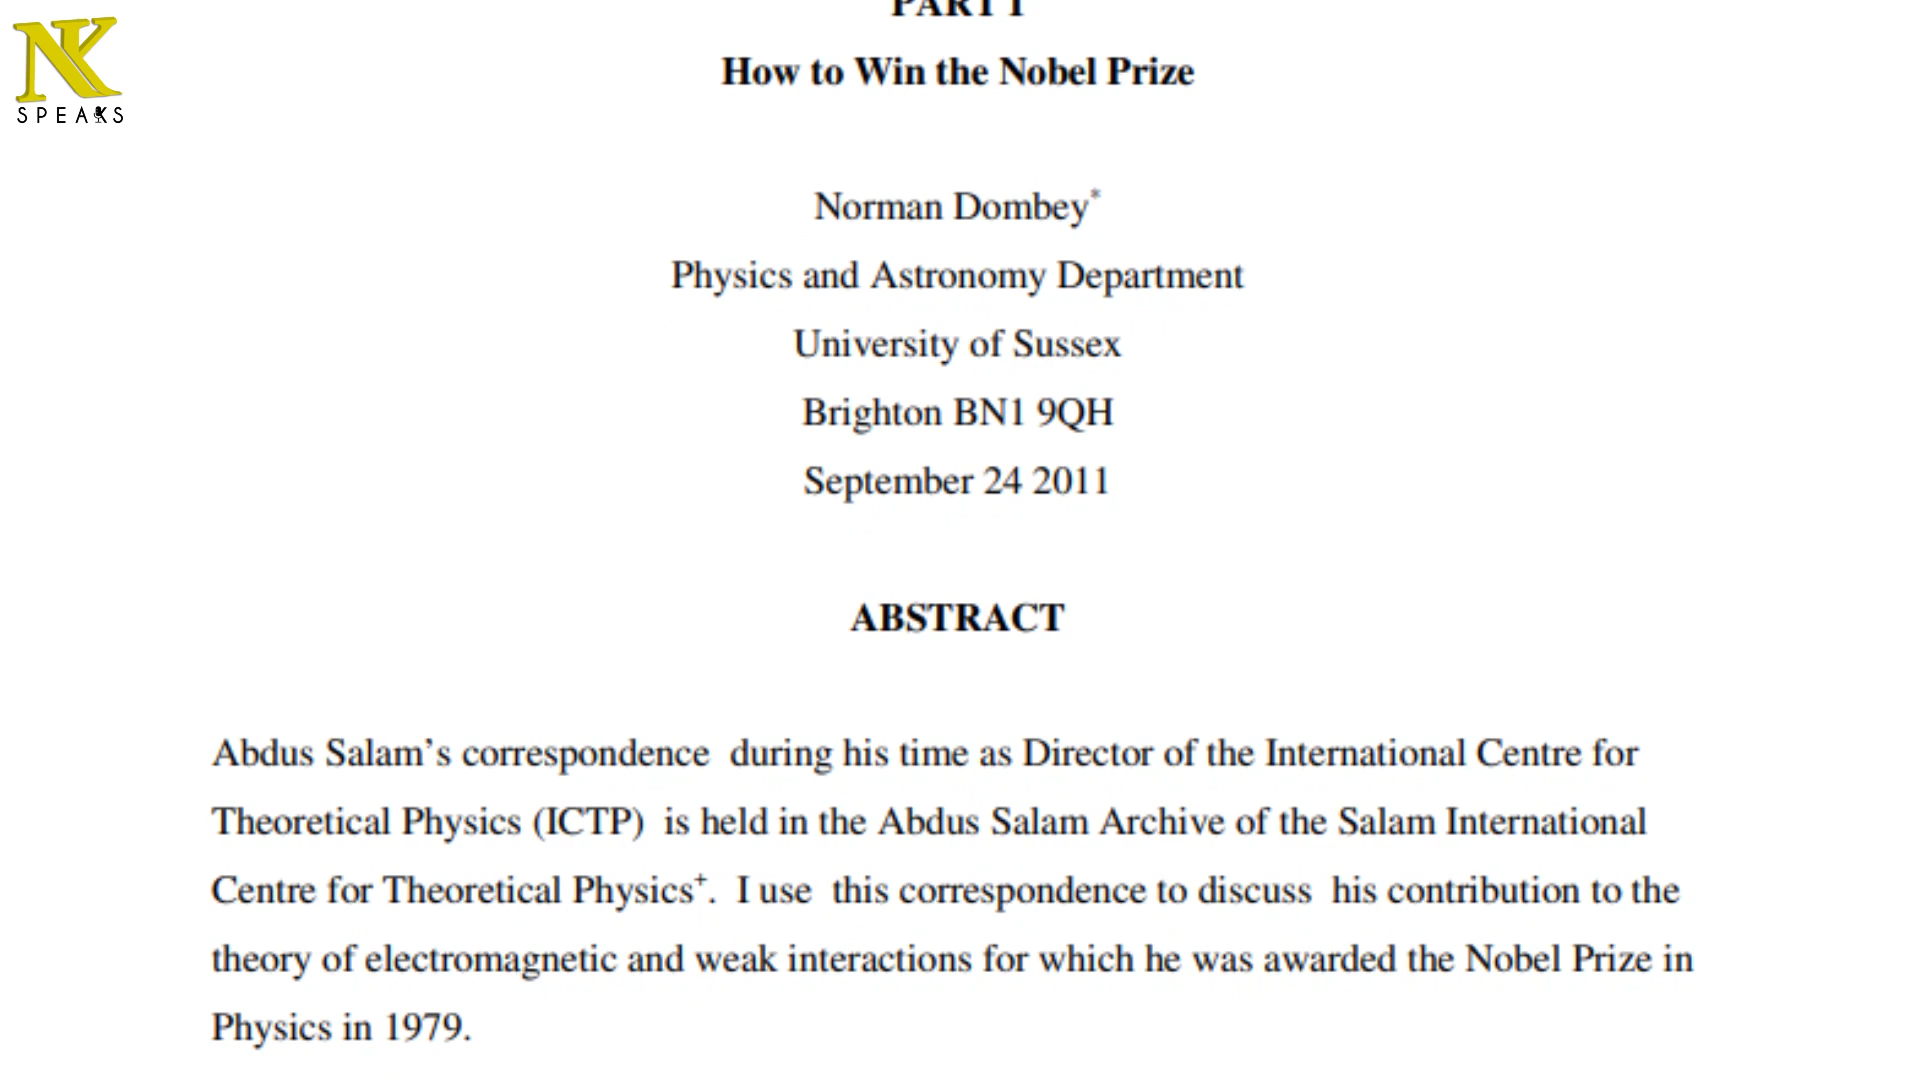 NK
SPEAKS
PART I
How to Win the Nobel Prize
Norman Dombey*
Physics and Astronomy Department
University of Sussex
Brighton BN1 9QH
September 24 2011
ABSTRACT
Abdus Salam’s correspondence during his time as Director of the International Centre for
Theoretical Physics (ICTP) is held in the Abdus Salam Archive of the Salam International
Centre for Theoretical Physics+. I use this correspondence to discuss his contribution to the
theory of electromagnetic and weak interactions for which he was awarded the Nobel Prize in
Physics in 1979.